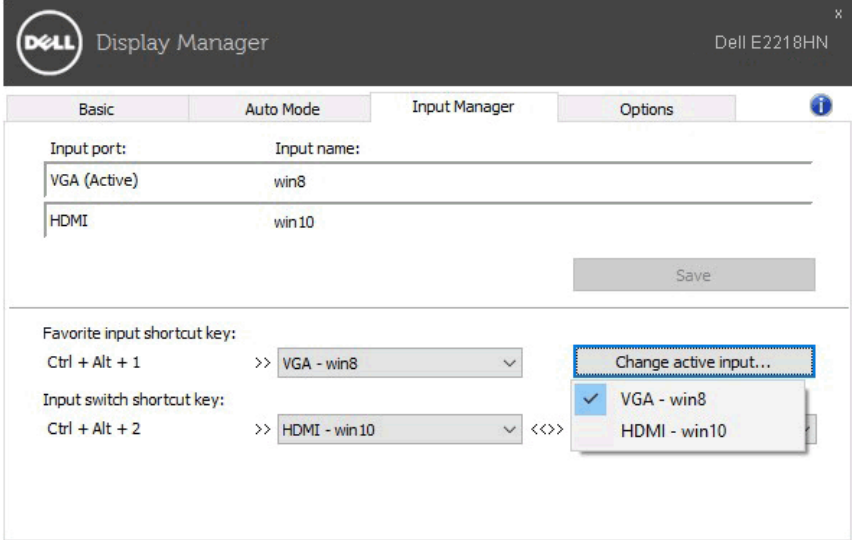 DELL Display Manager
x
Dell E2218HN
Basic Auto Mode Input Manager Options
Input port: Input name:
VGA (Active) win8
HDMI win10
Save
Favorite input shortcut key:
Ctrl + Alt + 1 >> VGA - win8 Change active input...
VGA - win8
Input switch shortcut key:
Ctrl + Alt + 2 >> HDMI - win10 <<>>
HDMI - win10